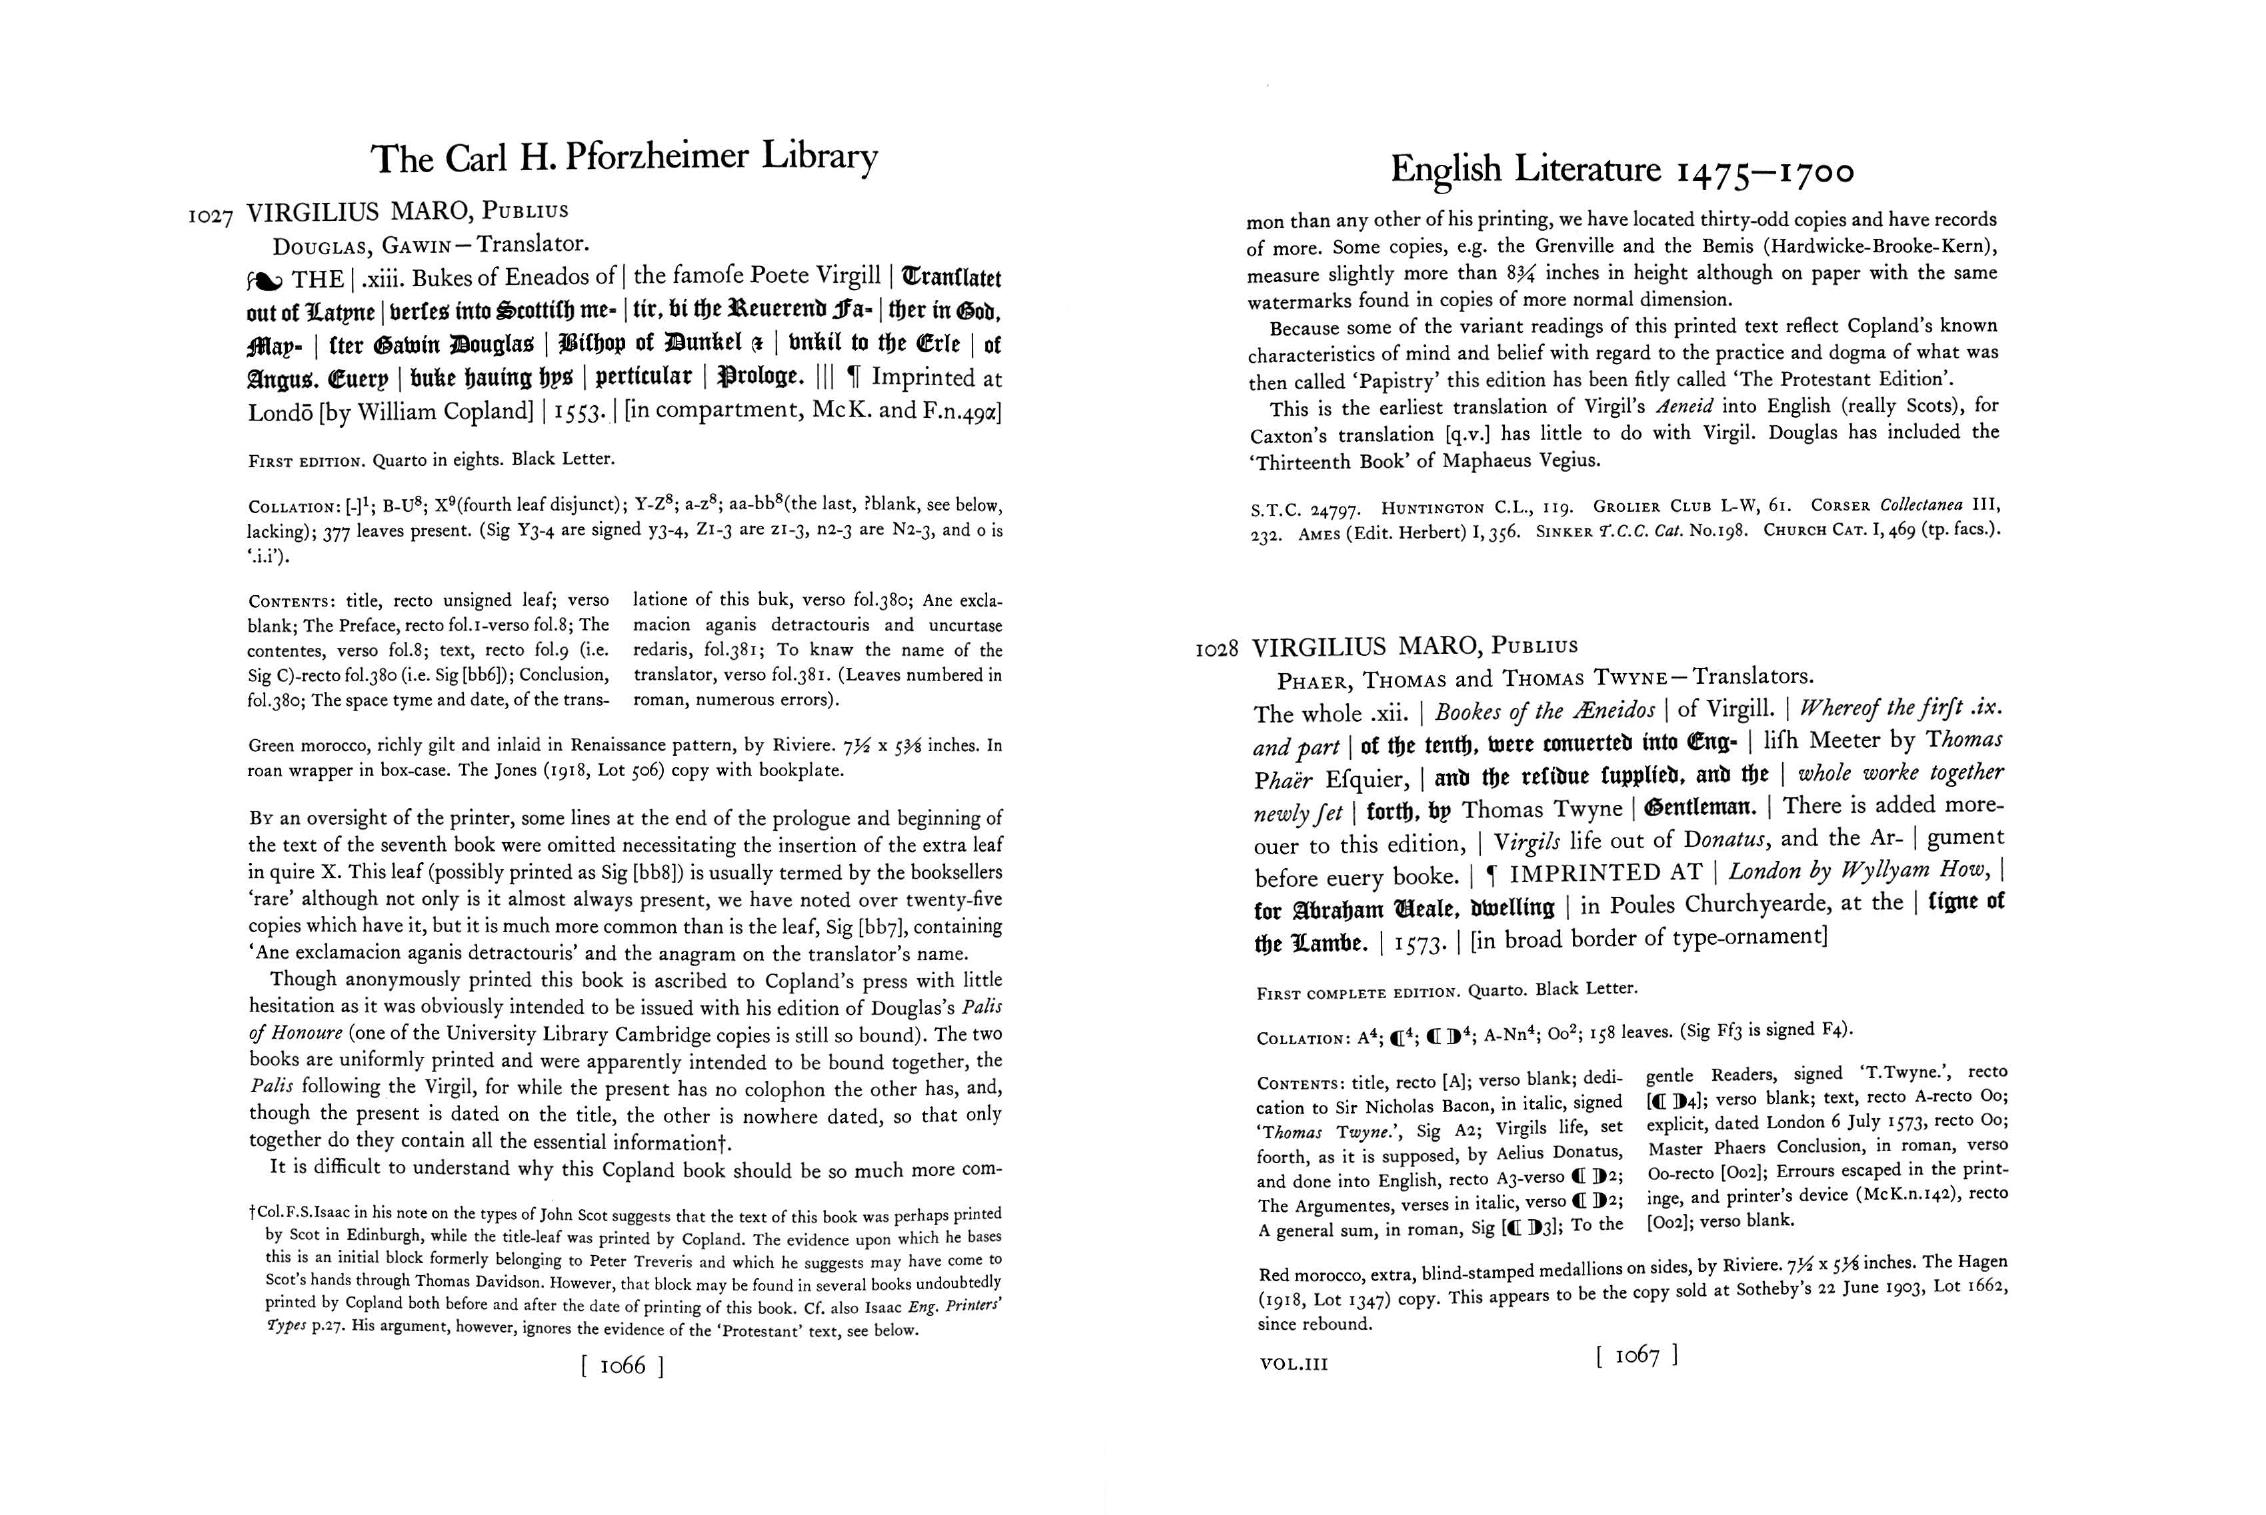 The Carl H. Pforzheimer Library
1027 VIRGILIUS MARO, PUBLIUS
DOUGLAS, GAWIN—Translator.
THE | .xiii. Bukes of Eneados of | the famoſe Poete Virgill | Tranſlatet
out of Latyne | verſes into Scottiſh me- | tir, bi the Reuerend Fa- | ther in God,
May- | ſter Gawin Douglas | Biſhop of Dunkel ⁊ | vnkil to the Erle | of
Angus. Euery | buke hauing hys | perticular | Prologe. ||| ¶ Imprinted at
Londō [by William Copland] | 1553. | [in compartment, McK. and F.n.49α]
FIRST EDITION. Quarto in eights. Black Letter.
COLLATION: [-]¹; B-U⁸; X⁹(fourth leaf disjunct); Y-Z⁸; a-z⁸; aa-bb⁸(the last, ?blank, see below,
lacking); 377 leaves present. (Sig Y3-4 are signed y3-4, Z1-3 are z1-3, n2-3 are N2-3, and o is
‘.i.i’).
CONTENTS: title, recto unsigned leaf; verso
blank; The Preface, recto fol.1-verso fol.8; The
contentes, verso fol.8; text, recto fol.9 (i.e.
Sig C)-recto fol.380 (i.e. Sig [bb6]); Conclusion,
fol.380; The space tyme and date, of the trans-
latione of this buk, verso fol.380; Ane excla-
macion aganis detractouris and uncurtase
redaris, fol.381; To knaw the name of the
translator, verso fol.381. (Leaves numbered in
roman, numerous errors).
Green morocco, richly gilt and inlaid in Renaissance pattern, by Riviere. 7½ x 5⅜ inches. In
roan wrapper in box-case. The Jones (1918, Lot 506) copy with bookplate.
BY an oversight of the printer, some lines at the end of the prologue and beginning of
the text of the seventh book were omitted necessitating the insertion of the extra leaf
in quire X. This leaf (possibly printed as Sig [bb8]) is usually termed by the booksellers
‘rare’ although not only is it almost always present, we have noted over twenty-five
copies which have it, but it is much more common than is the leaf, Sig [bb7], containing
‘Ane exclamacion aganis detractouris’ and the anagram on the translator’s name.
Though anonymously printed this book is ascribed to Copland’s press with little
hesitation as it was obviously intended to be issued with his edition of Douglas’s Palis
of Honoure (one of the University Library Cambridge copies is still so bound). The two
books are uniformly printed and were apparently intended to be bound together, the
Palis following the Virgil, for while the present has no colophon the other has, and,
though the present is dated on the title, the other is nowhere dated, so that only
together do they contain all the essential information†.
It is difficult to understand why this Copland book should be so much more com-
†Col.F.S.Isaac in his note on the types of John Scot suggests that the text of this book was perhaps printed
by Scot in Edinburgh, while the title-leaf was printed by Copland. The evidence upon which he bases
this is an initial block formerly belonging to Peter Treveris and which he suggests may have come to
Scot’s hands through Thomas Davidson. However, that block may be found in several books undoubtedly
printed by Copland both before and after the date of printing of this book. Cf. also Isaac Eng. Printers’
Types p.27. His argument, however, ignores the evidence of the ‘Protestant’ text, see below.
[ 1066 ]
English Literature 1475—1700
mon than any other of his printing, we have located thirty-odd copies and have records
of more. Some copies, e.g. the Grenville and the Bemis (Hardwicke-Brooke-Kern),
measure slightly more than 8¾ inches in height although on paper with the same
watermarks found in copies of more normal dimension.
Because some of the variant readings of this printed text reflect Copland’s known
characteristics of mind and belief with regard to the practice and dogma of what was
then called ‘Papistry’ this edition has been fitly called ‘The Protestant Edition’.
This is the earliest translation of Virgil’s Aeneid into English (really Scots), for
Caxton’s translation [q.v.] has little to do with Virgil. Douglas has included the
‘Thirteenth Book’ of Maphaeus Vegius.
S.T.C. 24797. HUNTINGTON C.L., 119. GROLIER CLUB L-W, 61. CORSER Collectanea III,
232. AMES (Edit. Herbert) I, 356. SINKER T.C.C. Cat. No.198. CHURCH CAT. I, 469 (tp. facs.).
1028 VIRGILIUS MARO, PUBLIUS
PHAER, THOMAS and THOMAS TWYNE—Translators.
The whole .xii. | Bookes of the Æneidos | of Virgill. | Whereof the firſt .ix.
and part | of the tenth, were conuerted into Eng- | liſh Meeter by Thomas
Phaër Eſquier, | and the reſidue ſupplied, and the | whole worke together
newly ſet | forth, by Thomas Twyne | Gentleman. | There is added more-
ouer to this edition, | Virgils life out of Donatus, and the Ar- | gument
before euery booke. | ¶ IMPRINTED AT | London by Wyllyam How, |
for Abraham Veale, dwelling | in Poules Churchyearde, at the | ſigne of
the Lambe. | 1573. | [in broad border of type-ornament]
FIRST COMPLETE EDITION. Quarto. Black Letter.
COLLATION: A⁴; ¶⁴; ¶ D⁴; A-Nn⁴; Oo²; 158 leaves. (Sig Ff3 is signed F4).
CONTENTS: title, recto [A]; verso blank; dedi-
cation to Sir Nicholas Bacon, in italic, signed
‘Thomas Twyne.’, Sig A2; Virgils life, set
foorth, as it is supposed, by Aelius Donatus,
and done into English, recto A3-verso ¶ D2;
The Argumentes, verses in italic, verso ¶ D2;
A general sum, in roman, Sig [¶ D3]; To the
gentle Readers, signed ‘T.Twyne.’, recto
[¶ D4]; verso blank; text, recto A-recto Oo;
explicit, dated London 6 July 1573, recto Oo;
Master Phaers Conclusion, in roman, verso
Oo-recto [Oo2]; Errours escaped in the print-
inge, and printer’s device (McK.n.142), recto
[Oo2]; verso blank.
Red morocco, extra, blind-stamped medallions on sides, by Riviere. 7½ x 5⅛ inches. The Hagen
(1918, Lot 1347) copy. This appears to be the copy sold at Sotheby’s 22 June 1903, Lot 1662,
since rebound.
VOL.III
[ 1067 ]